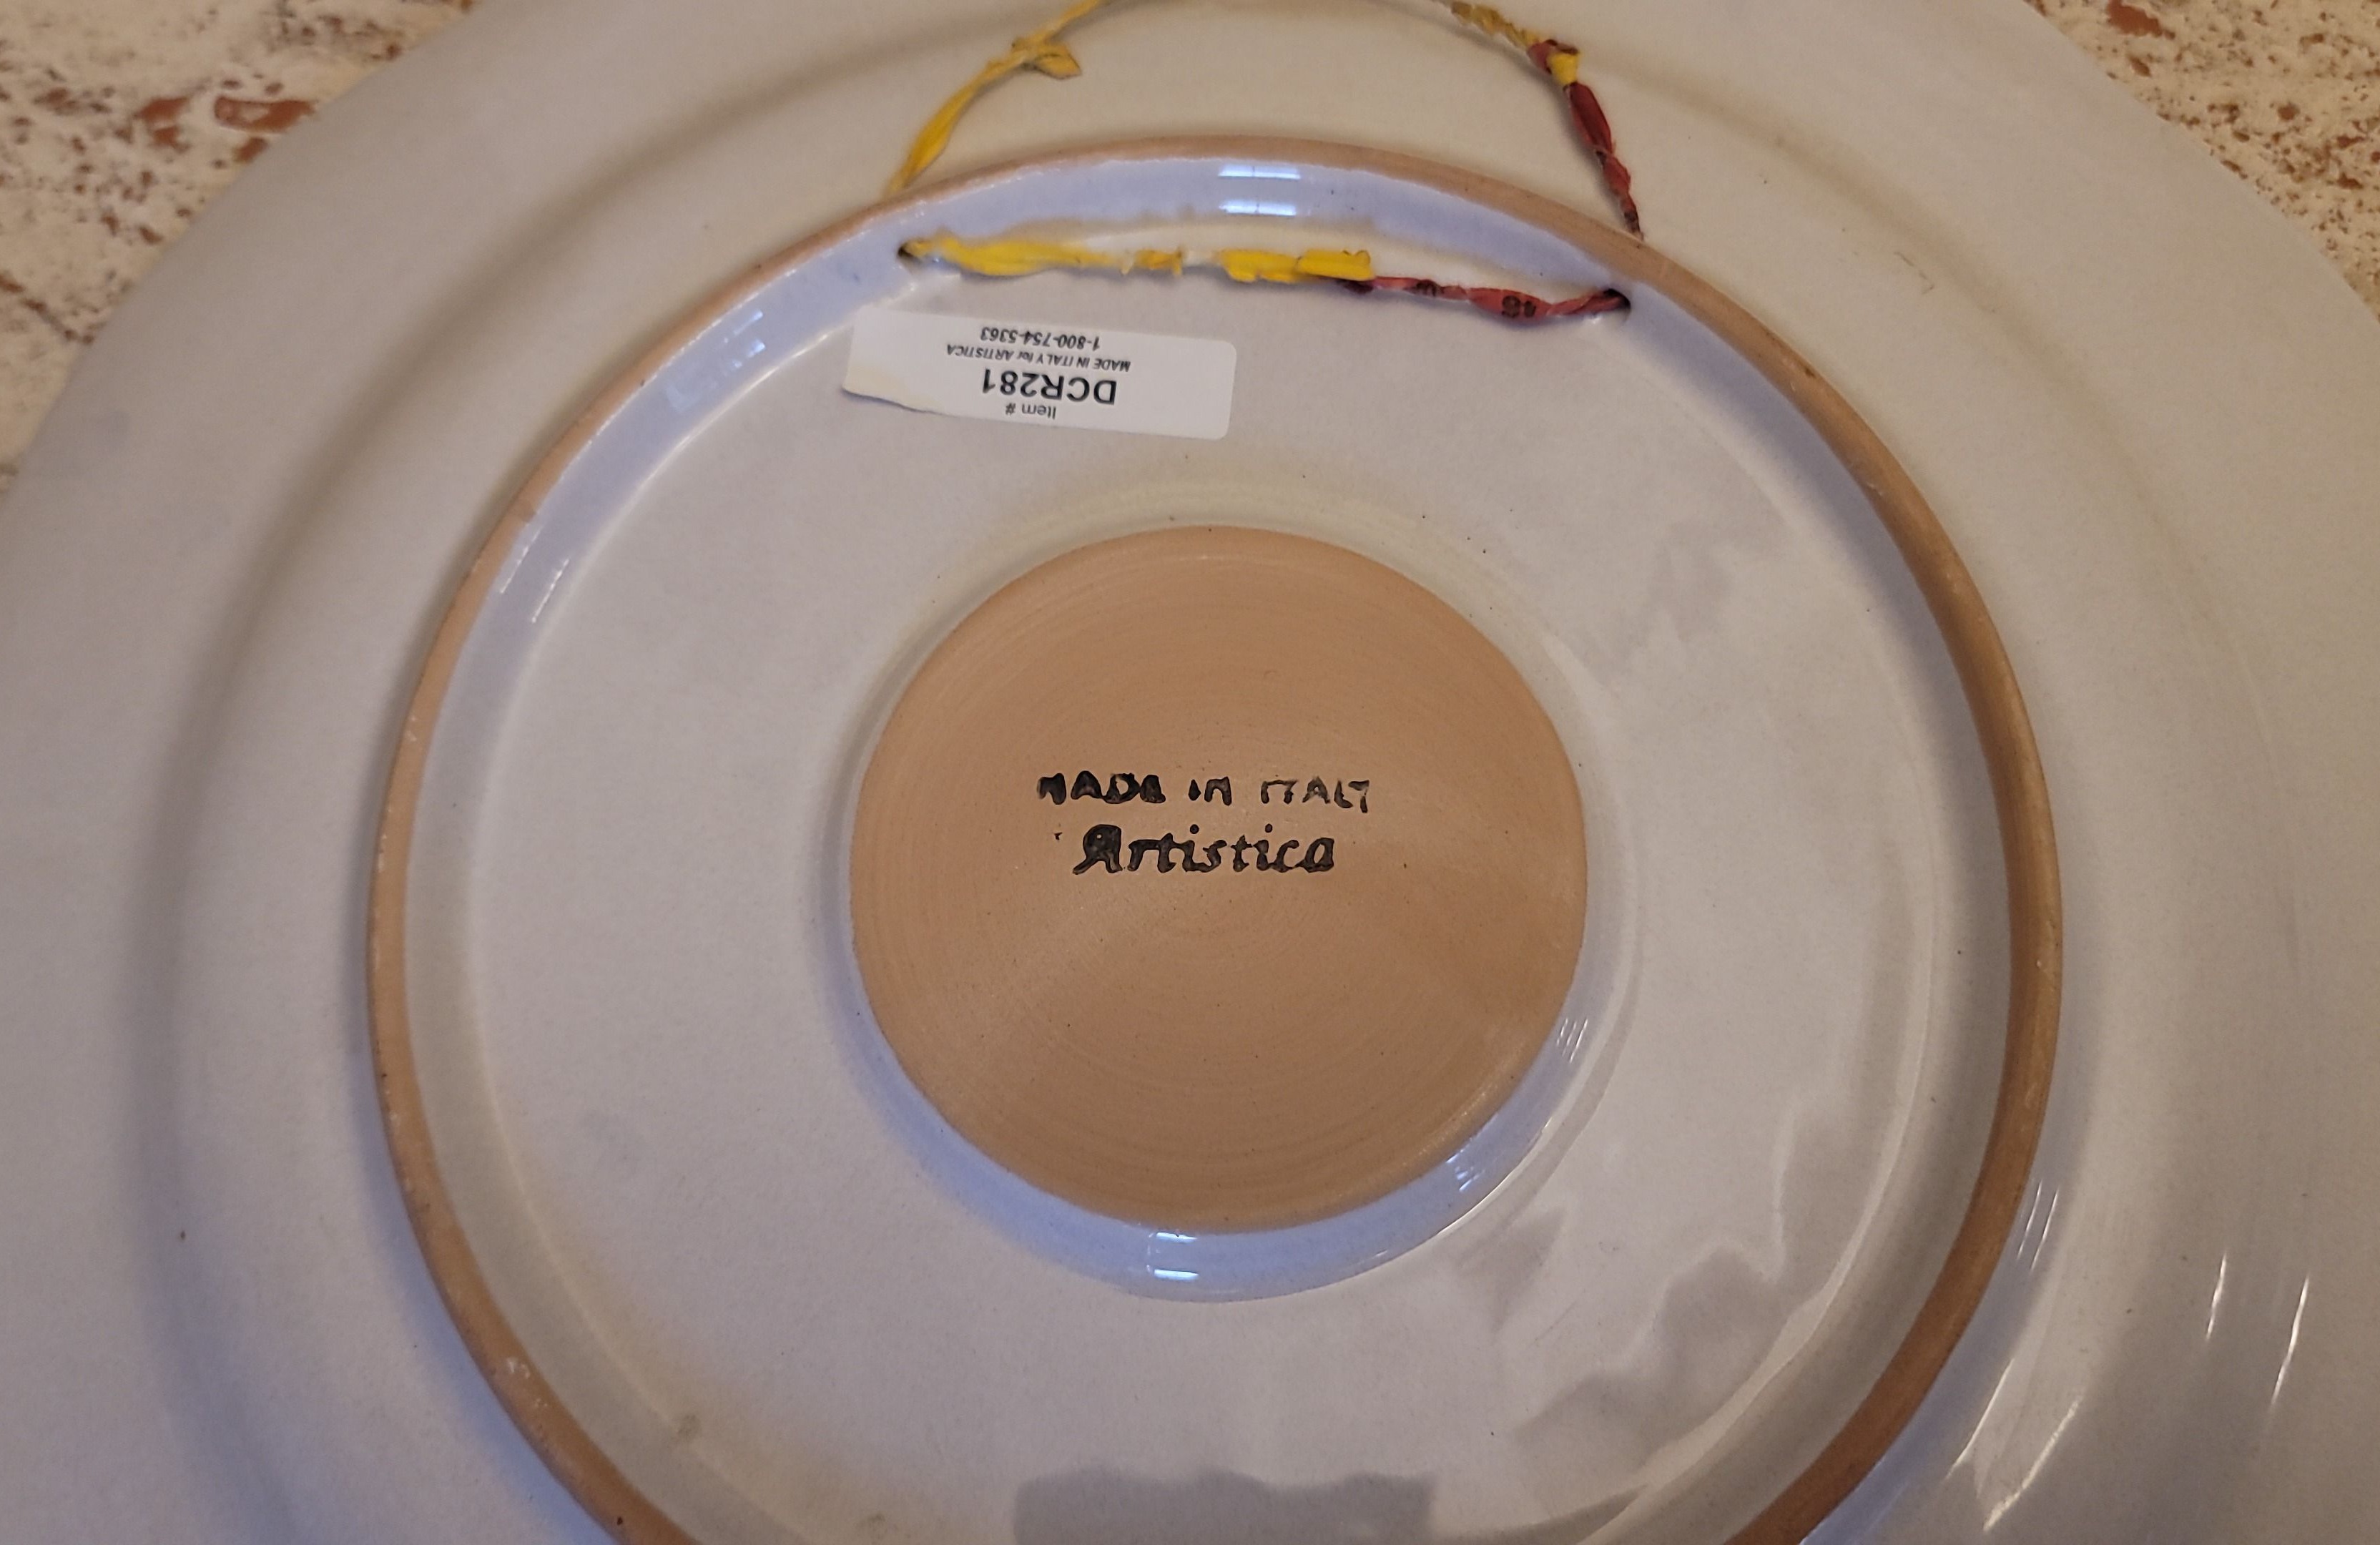 Item #
DCR281
MADE IN ITALY for ARTISTICA
1-800-754-5363
MADE IN ITALY
Artistica